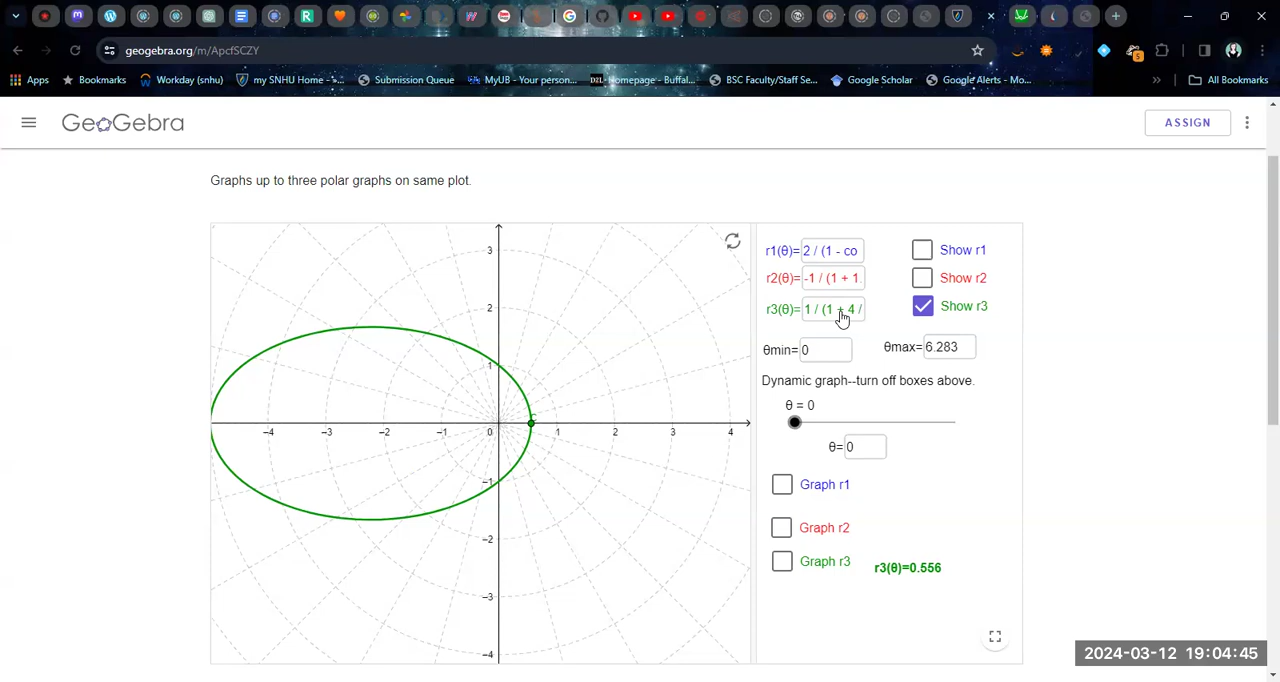 geogebra.org/m/ApcfSCZY
Apps Bookmarks Workday (snhu) my SNHU Home -... Submission Queue MyUB - Your person... D2L Homepage - Buffal... BSC Faculty/Staff Se... Google Scholar Google Alerts - Mo... All Bookmarks
GeoGebra
ASSIGN
Graphs up to three polar graphs on same plot.
r1(θ)= 2 / (1 - co
Show r1
r2(θ)= -1 / (1 + 1.
Show r2
r3(θ)= 1 / (1 + 4 /
Show r3
θmin= 0
θmax= 6.283
Dynamic graph--turn off boxes above.
θ = 0
θ= 0
Graph r1
Graph r2
Graph r3
r3(θ)=0.556
3
2
1
-4 -3 -2 -1 0 1 2 3 4
-1
-2
-3
-4
C
2024-03-12 19:04:45